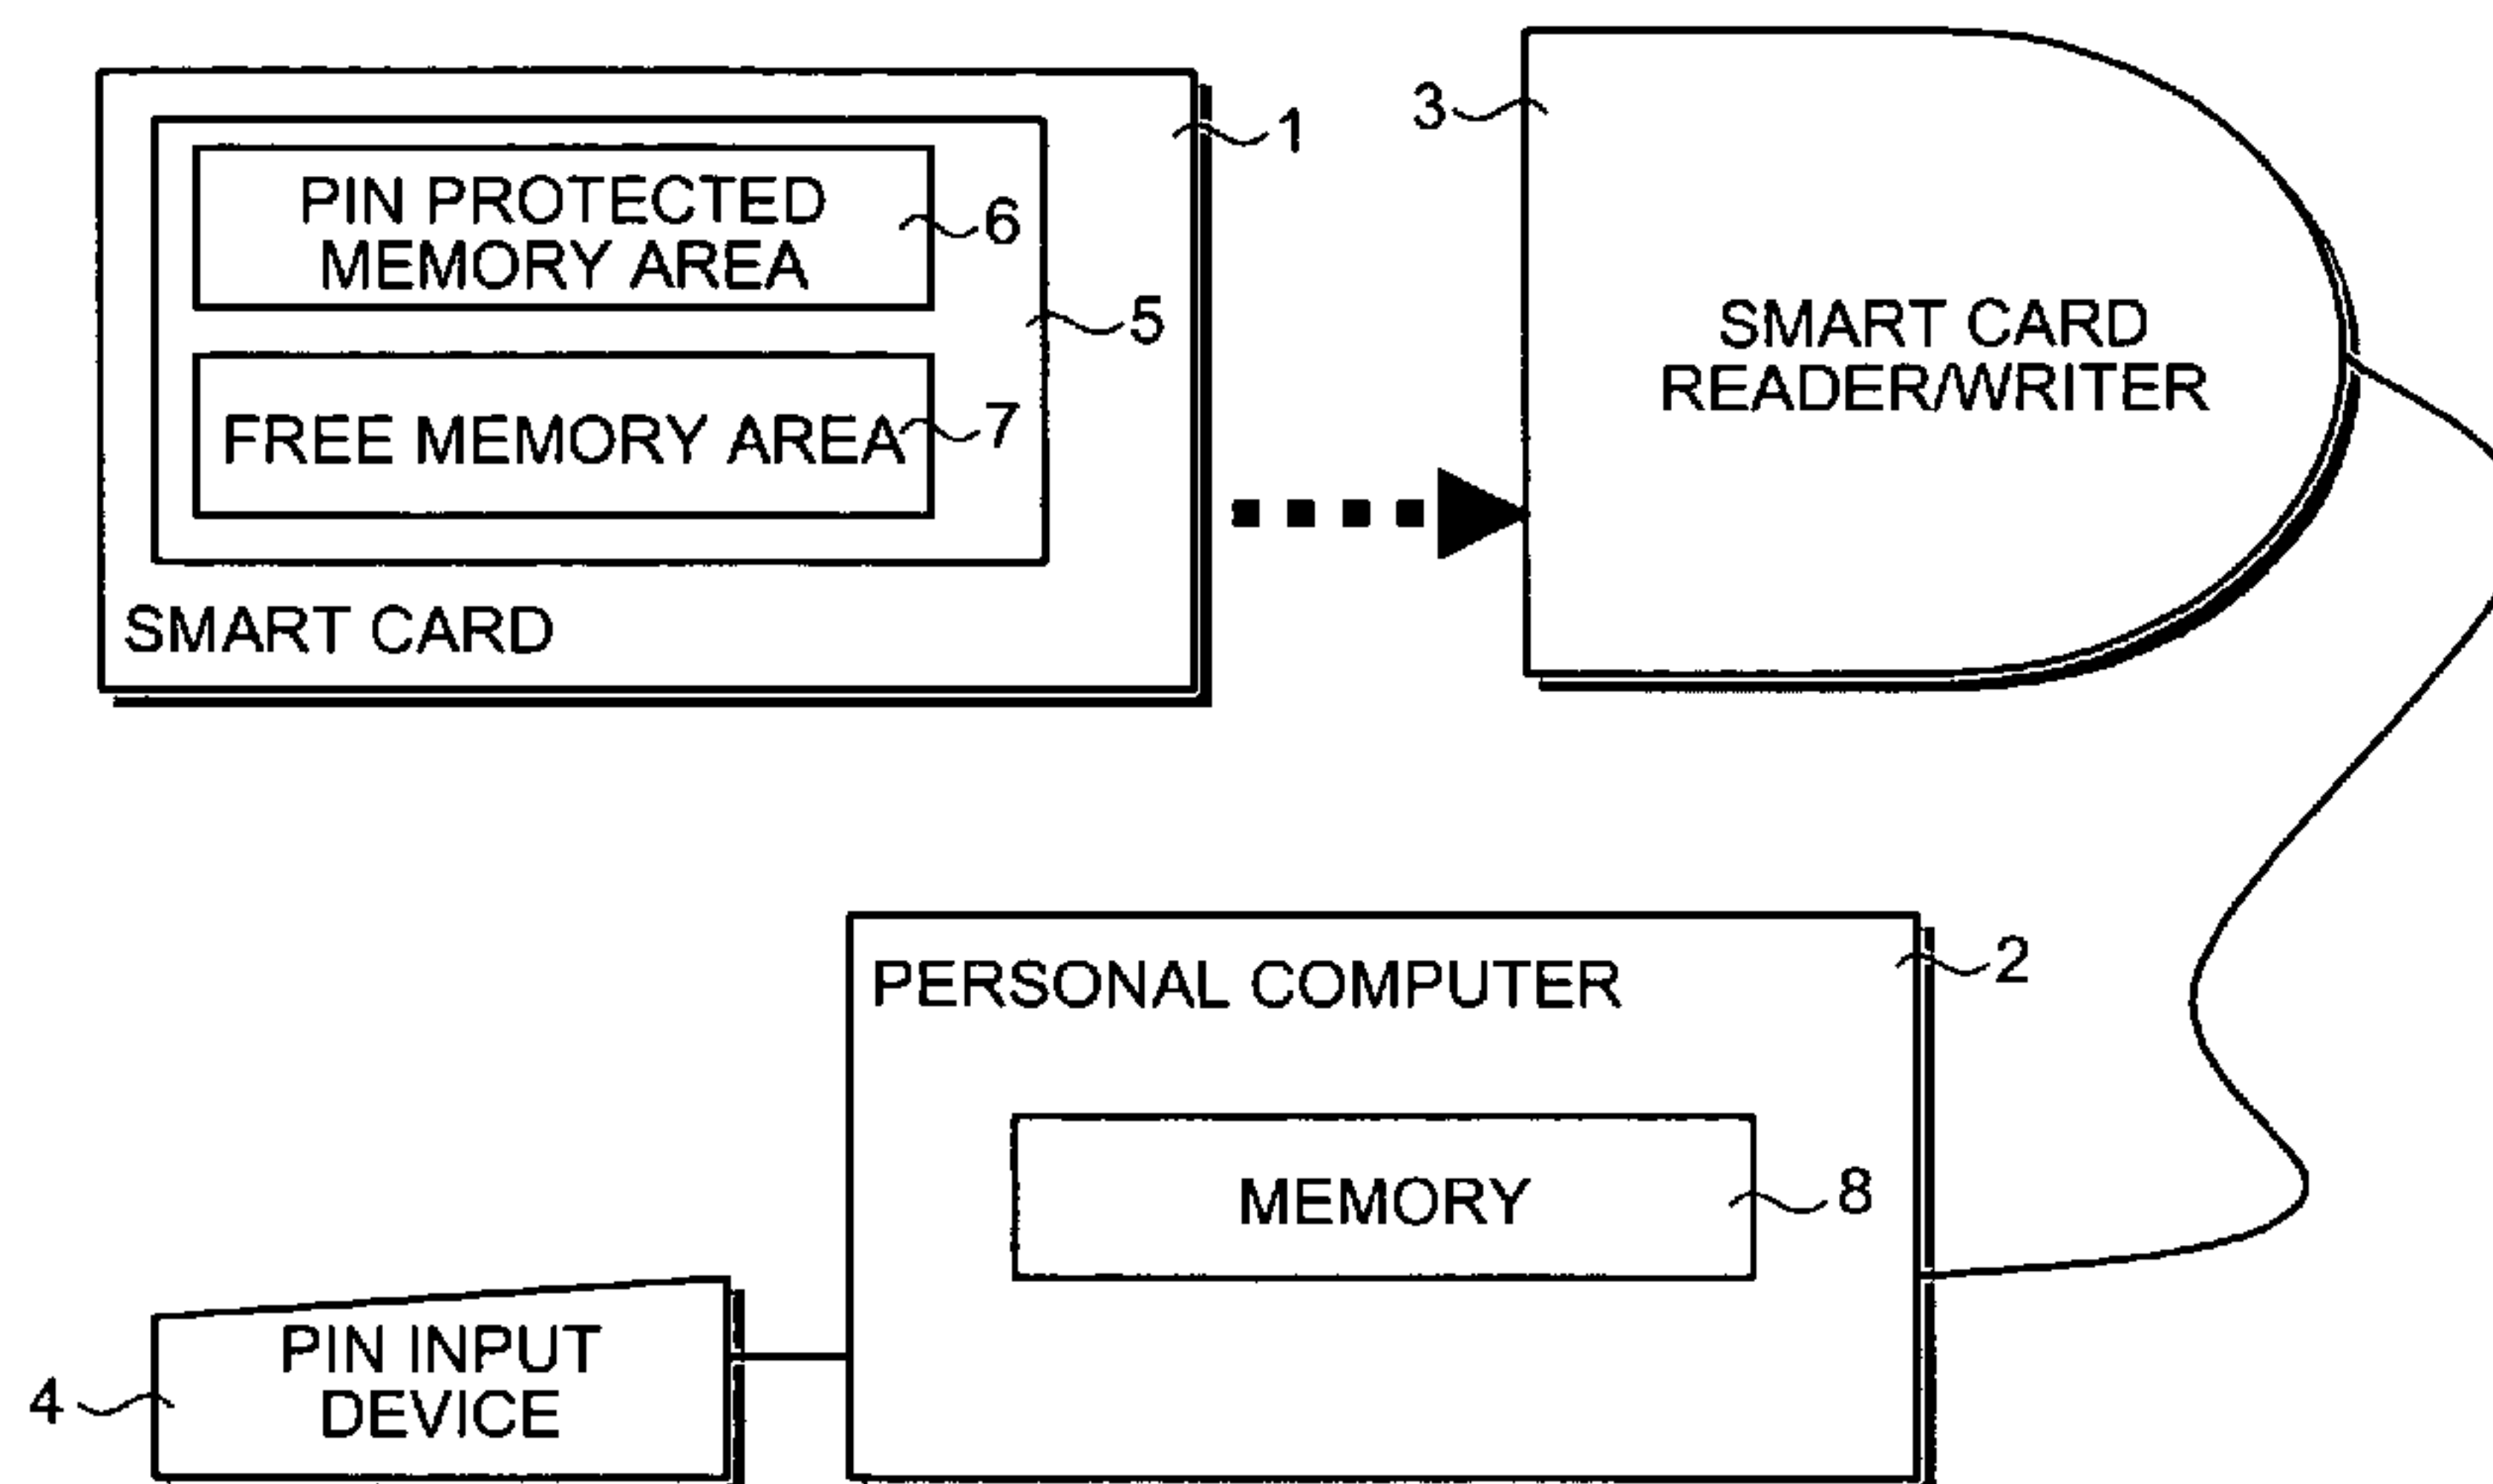 PIN PROTECTED
MEMORY AREA
6
1
5
FREE MEMORY AREA
7
SMART CARD
3
SMART CARD
READER/WRITER
PERSONAL COMPUTER
2
MEMORY
8
PIN INPUT
DEVICE
4